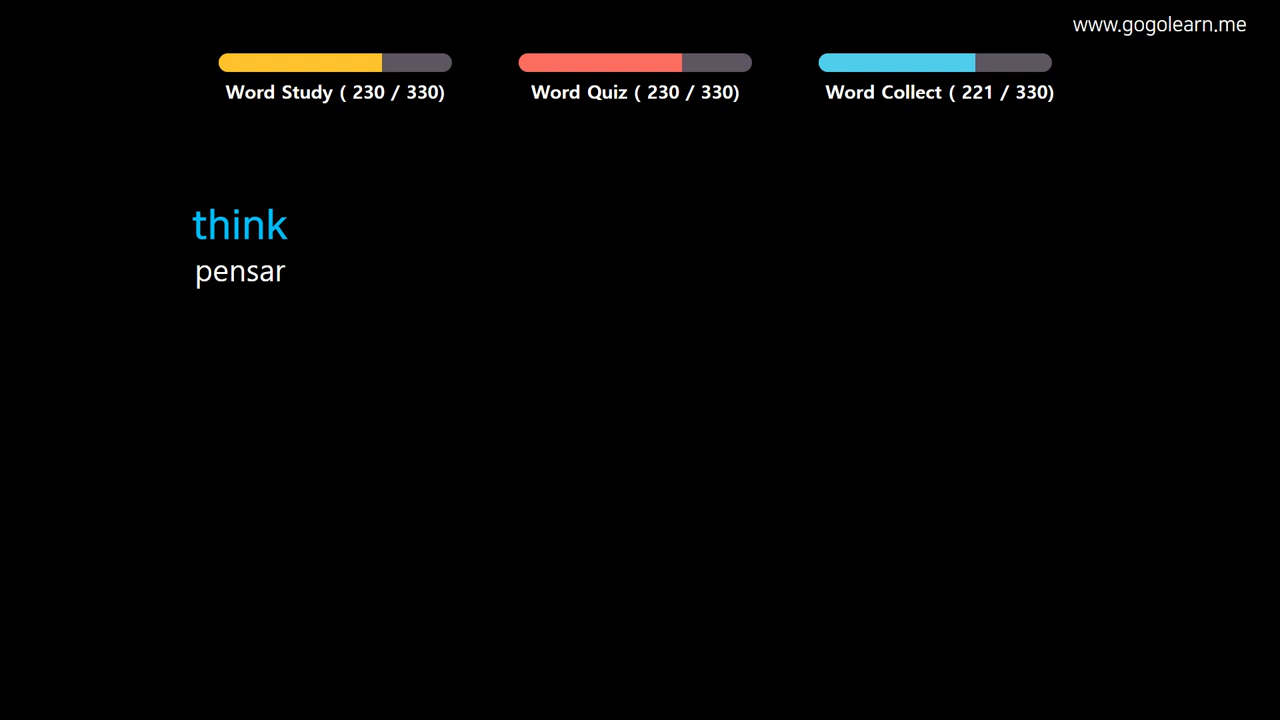 www.gogolearn.me
Word Study ( 230 / 330)
Word Quiz ( 230 / 330)
Word Collect ( 221 / 330)
think
pensar